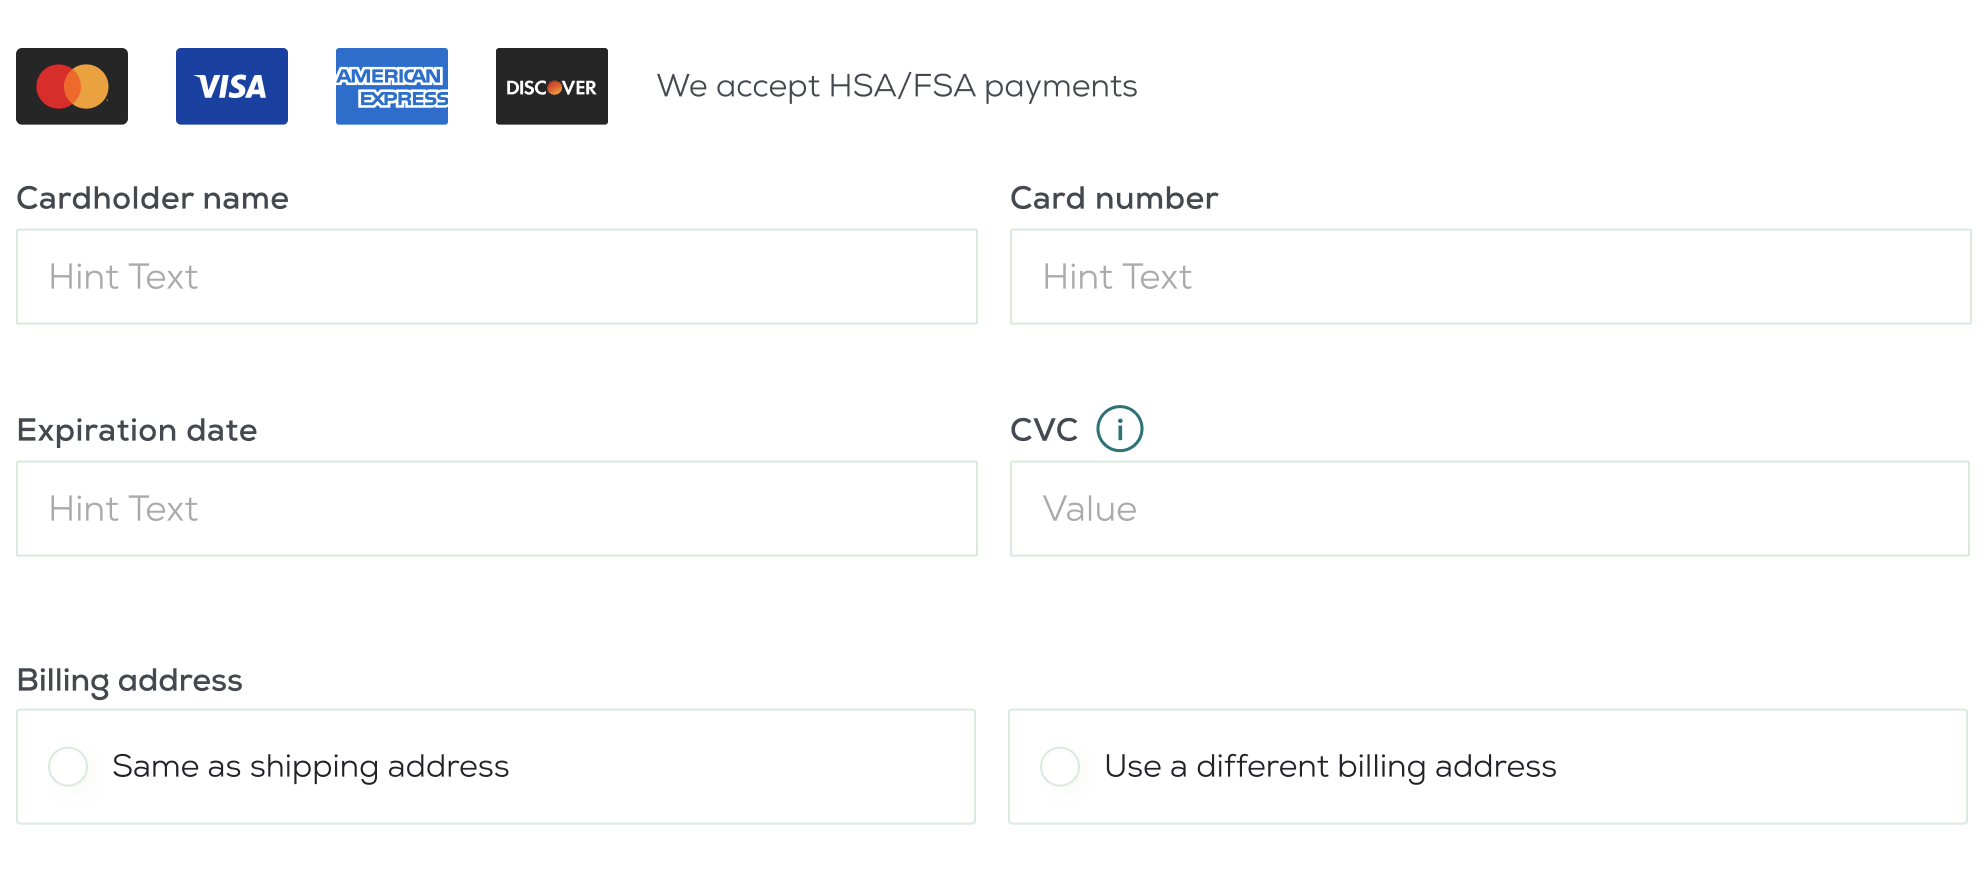 VISA
AMERICAN
EXPRESS
DISCOVER
We accept HSA/FSA payments
Cardholder name
Card number
Hint Text
Hint Text
Expiration date
CVC i
Hint Text
Value
Billing address
Same as shipping address
Use a different billing address